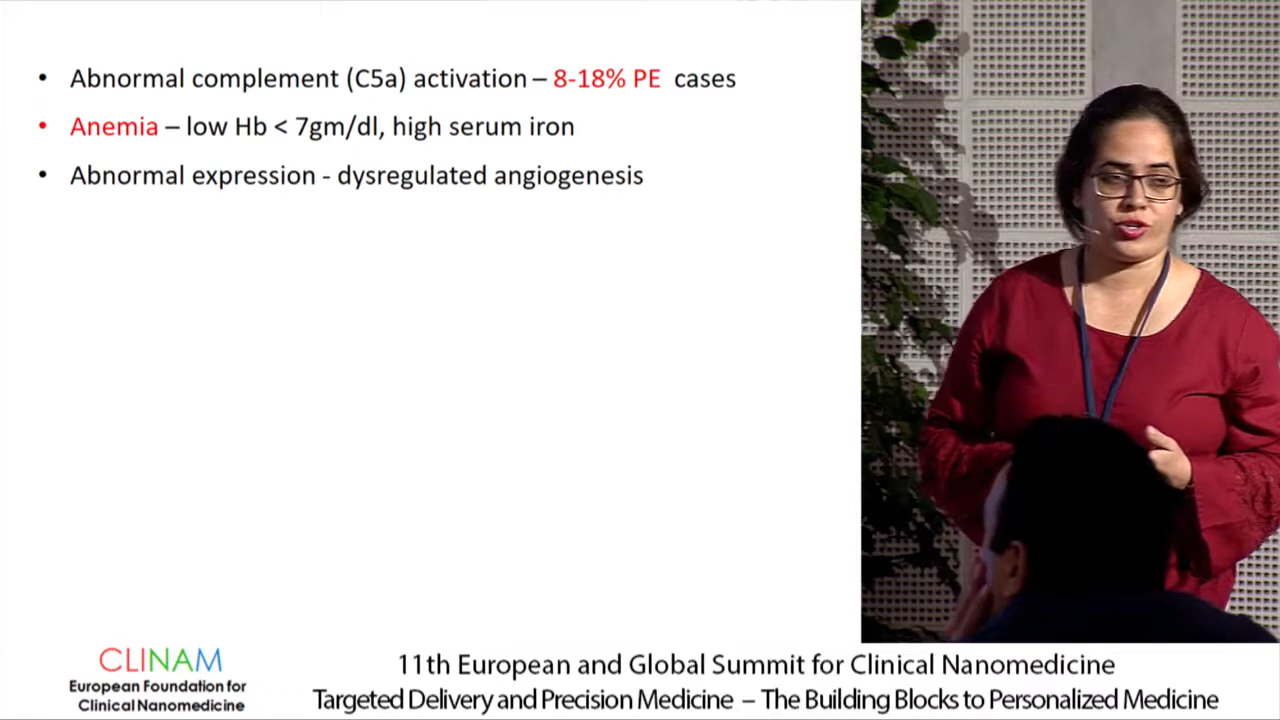 • Abnormal complement (C5a) activation – 8-18% PE cases
• Anemia – low Hb < 7gm/dl, high serum iron
• Abnormal expression - dysregulated angiogenesis
CLINAM
European Foundation for
Clinical Nanomedicine
11th European and Global Summit for Clinical Nanomedicine
Targeted Delivery and Precision Medicine – The Building Blocks to Personalized Medicine